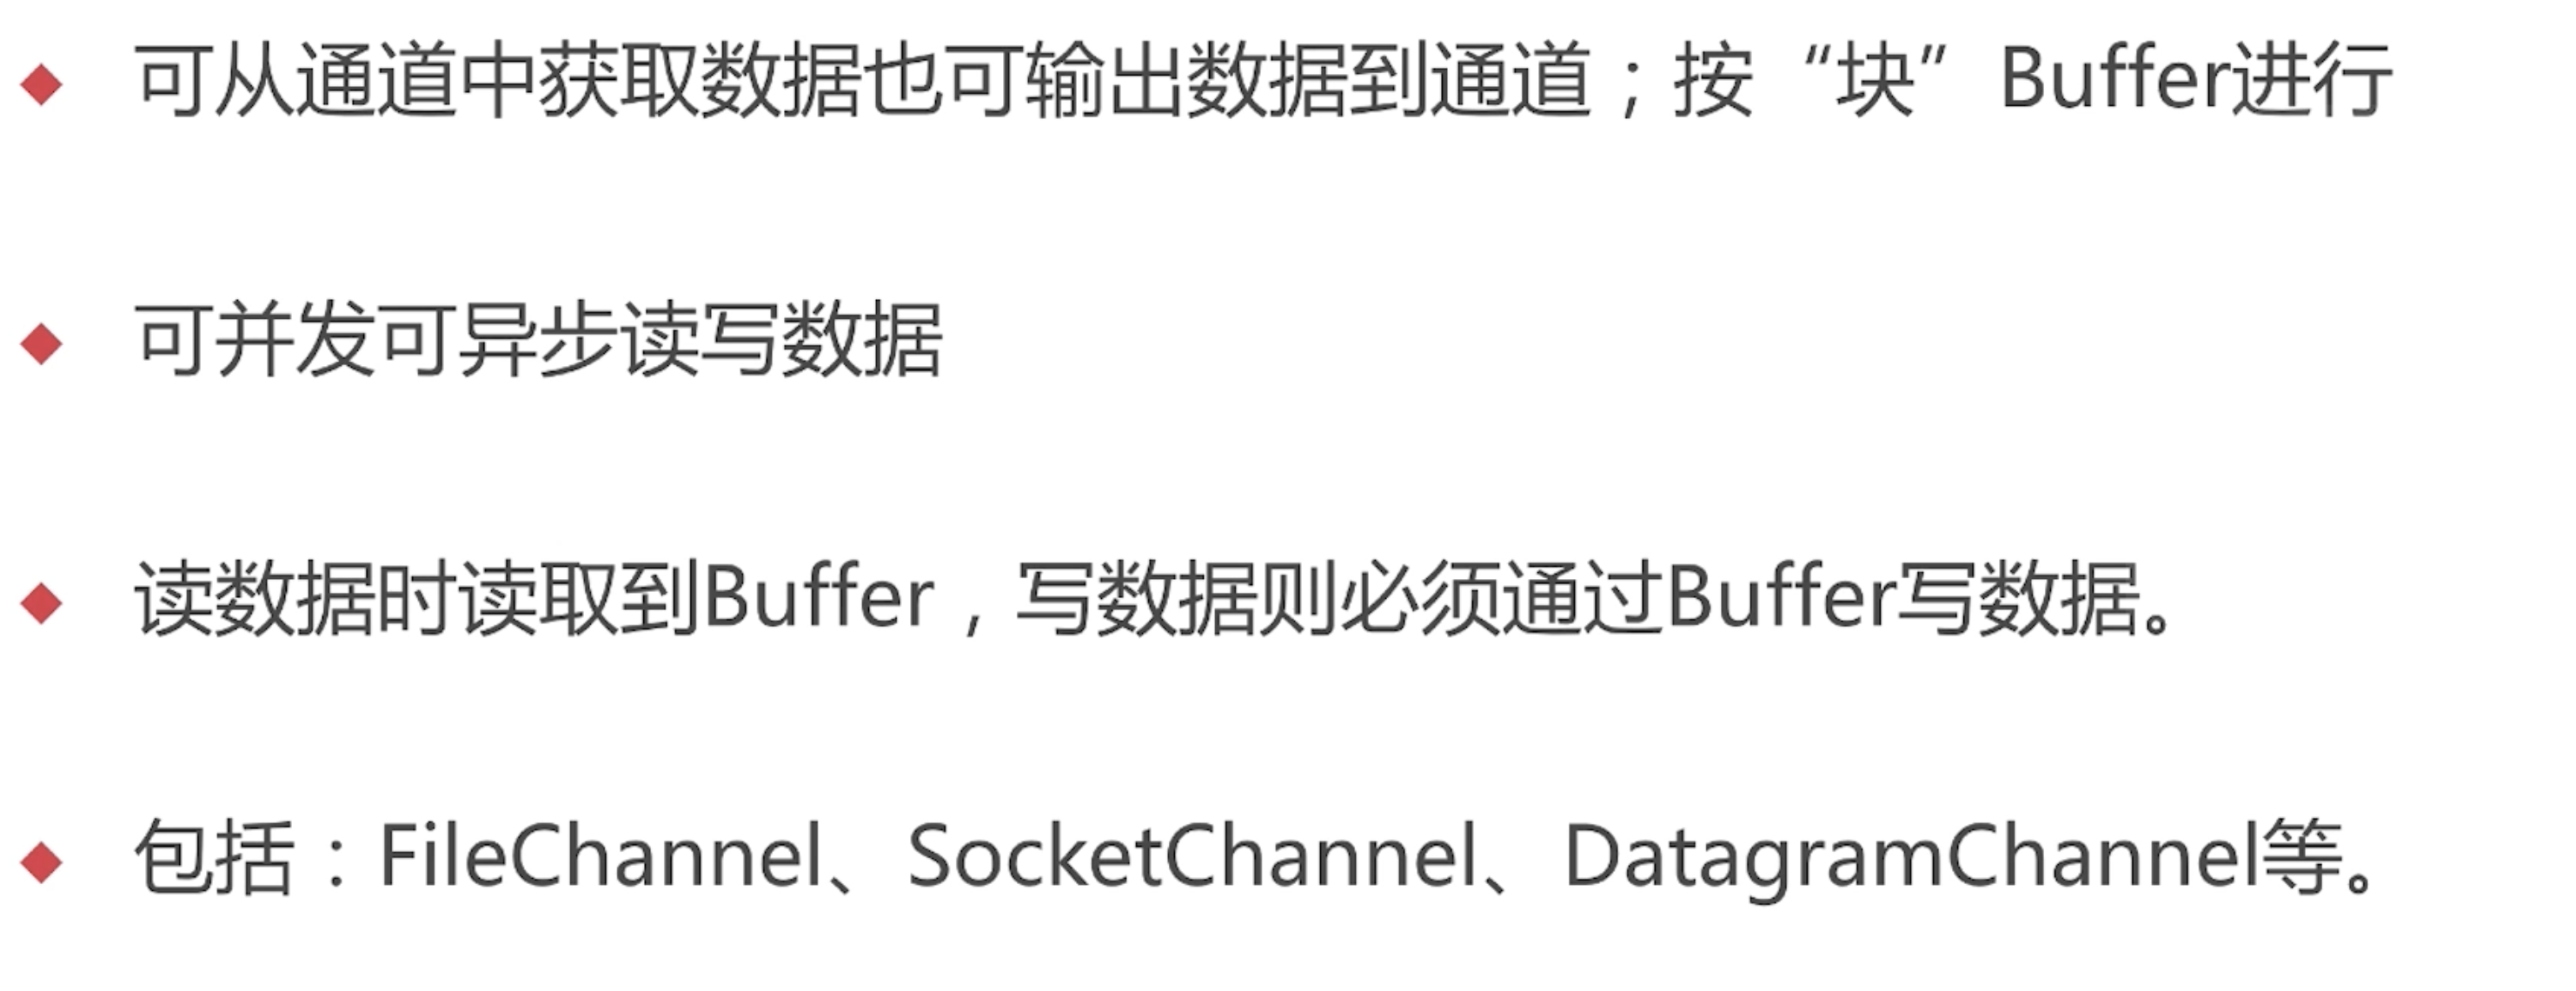 可从通道中获取数据也可输出数据到通道；按“块”Buffer进行
可并发可异步读写数据
读数据时读取到Buffer，写数据则必须通过Buffer写数据。
包括：FileChannel、SocketChannel、DatagramChannel等。